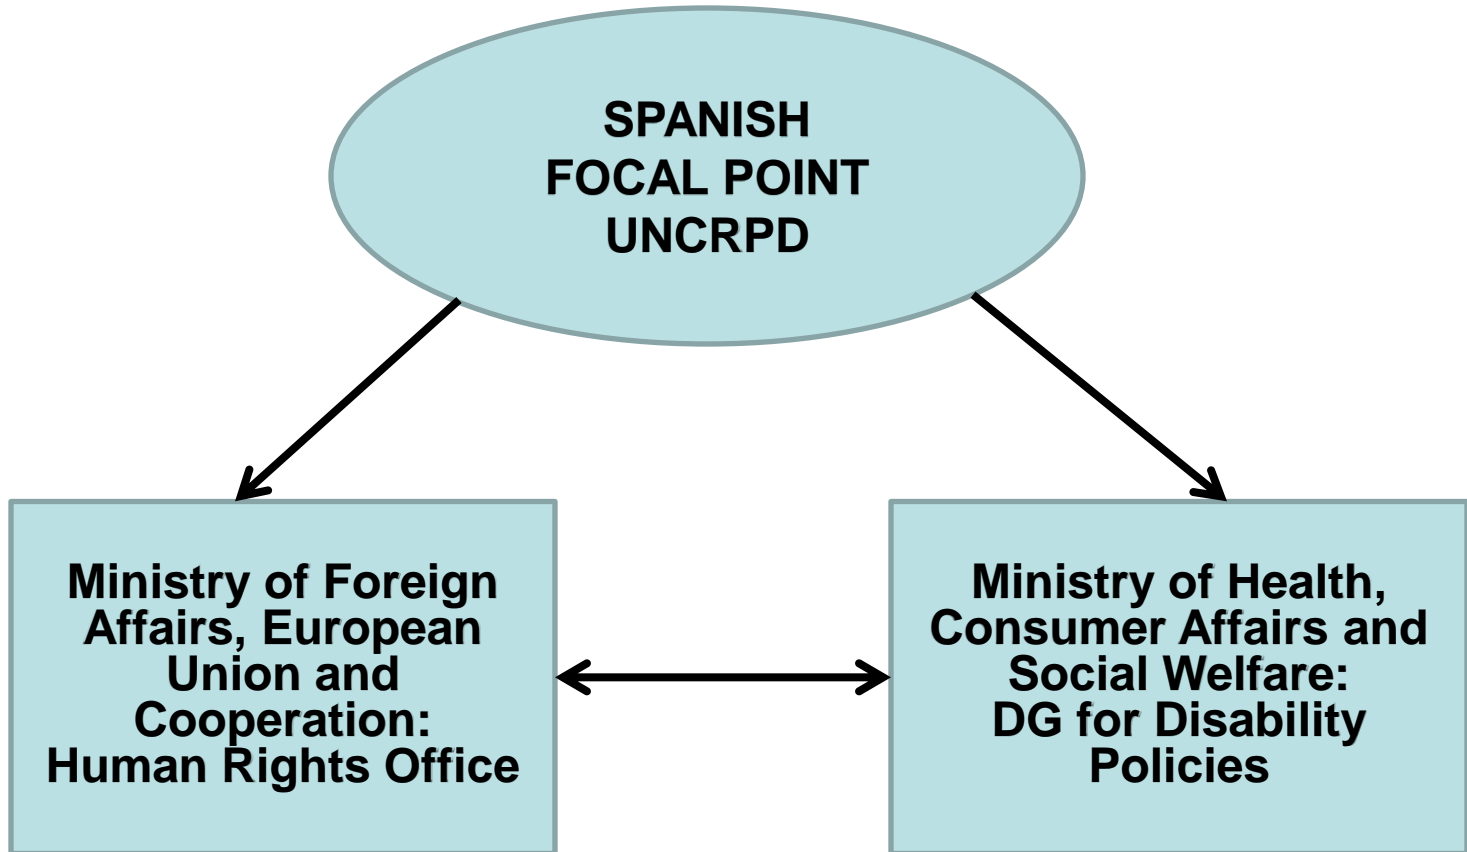 SPANISH
FOCAL POINT
UNCRPD
Ministry of Foreign
Affairs, European
Union and
Cooperation:
Human Rights Office
Ministry of Health,
Consumer Affairs and
Social Welfare:
DG for Disability
Policies